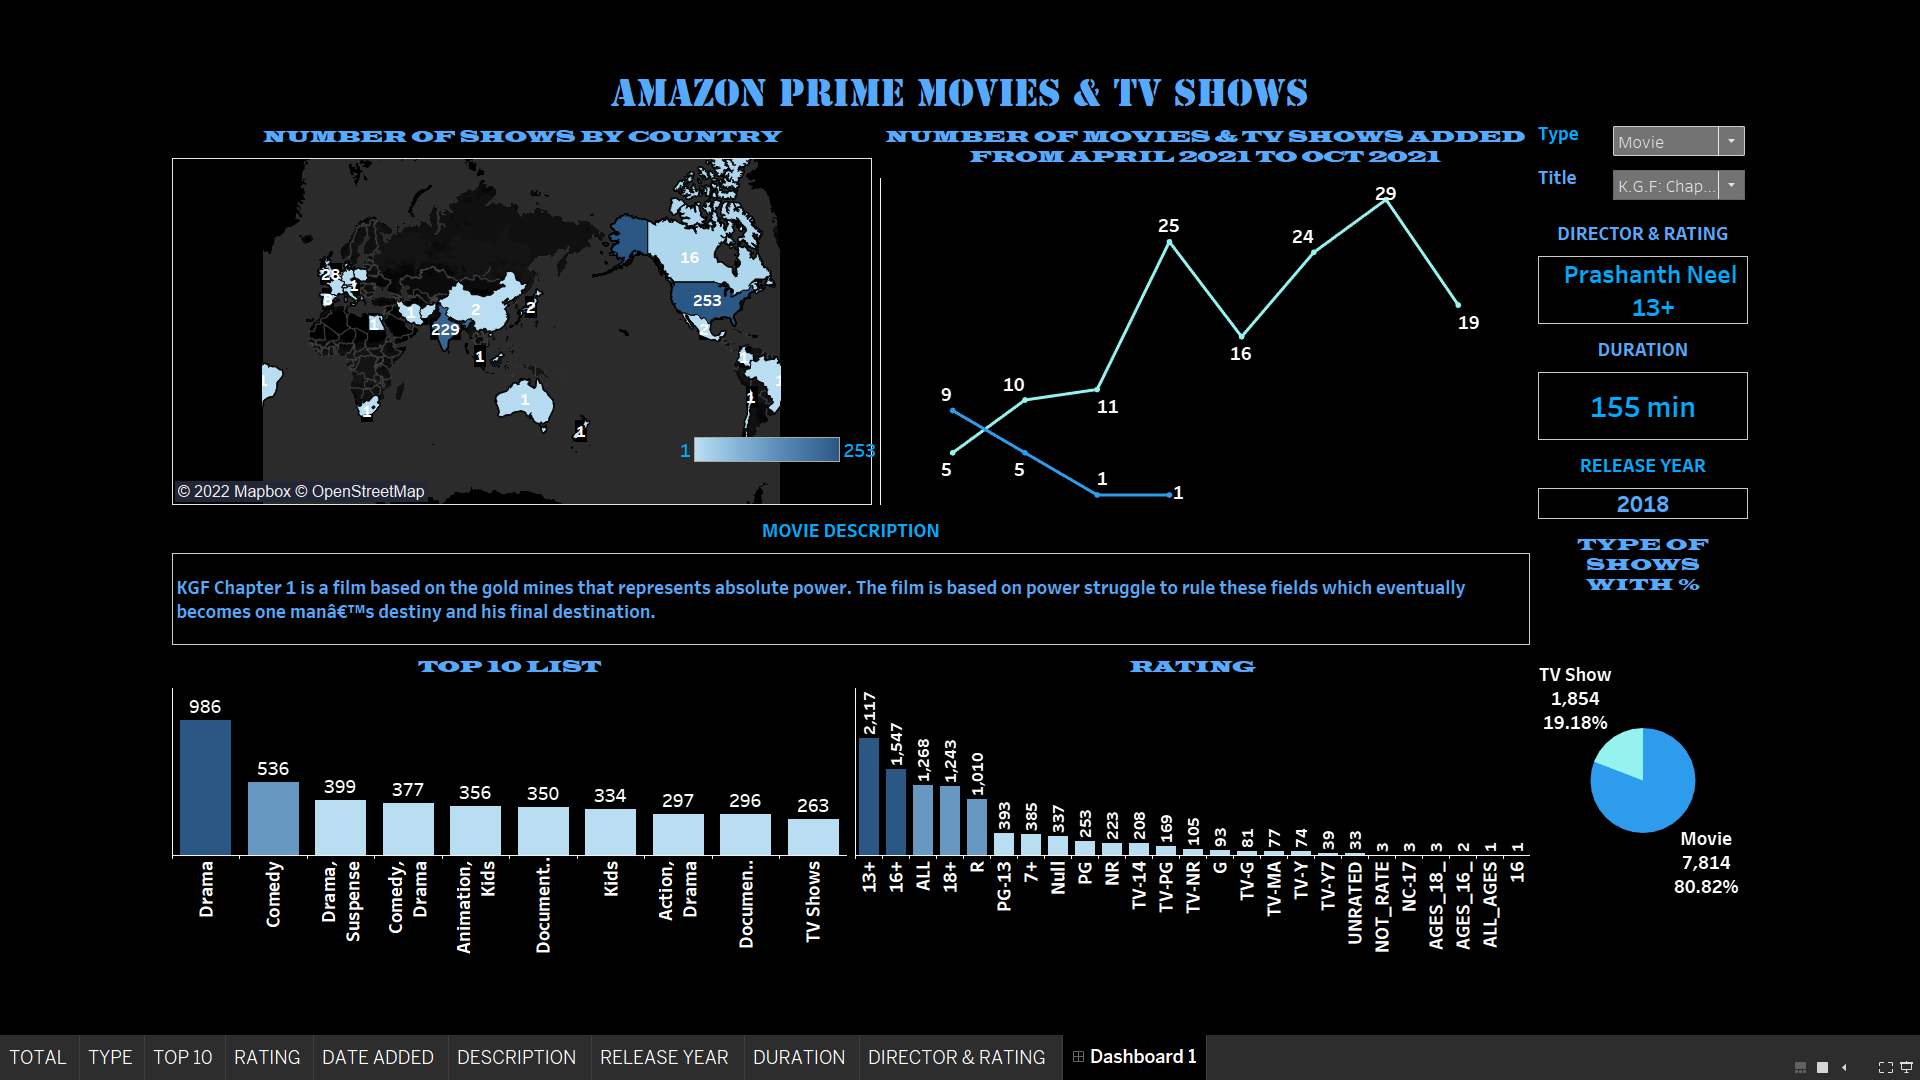 AMAZON PRIME MOVIES & TV SHOWS
NUMBER OF SHOWS BY COUNTRY
28
1
8
1
1
2
2
229
1
1
1
1
1
16
253
2
1
1
1
1
1
253
© 2022 Mapbox © OpenStreetMap
NUMBER OF MOVIES & TV SHOWS ADDED
FROM APRIL 2021 TO OCT 2021
9
5
10
5
11
1
25
1
16
24
29
19
Type
Movie
Title
K.G.F: Chap...
DIRECTOR & RATING
Prashanth Neel
13+
DURATION
155 min
RELEASE YEAR
2018
MOVIE DESCRIPTION
KGF Chapter 1 is a film based on the gold mines that represents absolute power. The film is based on power struggle to rule these fields which eventually
becomes one manâ€™s destiny and his final destination.
TYPE OF
SHOWS
WITH %
TV Show
1,854
19.18%
Movie
7,814
80.82%
TOP 10 LIST
986
536
399
377
356
350
334
297
296
263
Drama
Comedy
Drama,
Suspense
Comedy,
Drama
Animation,
Kids
Document..
Kids
Action,
Drama
Documen..
TV Shows
RATING
2,117
1,547
1,268
1,243
1,010
393
385
337
253
223
208
169
105
93
81
77
74
39
33
3
3
3
2
1
1
13+
16+
ALL
18+
R
PG-13
7+
Null
PG
NR
TV-14
TV-PG
TV-NR
G
TV-G
TV-MA
TV-Y
TV-Y7
UNRATED
NOT_RATE
NC-17
AGES_18_
AGES_16_
ALL_AGES
16
TOTAL
TYPE
TOP 10
RATING
DATE ADDED
DESCRIPTION
RELEASE YEAR
DURATION
DIRECTOR & RATING
Dashboard 1